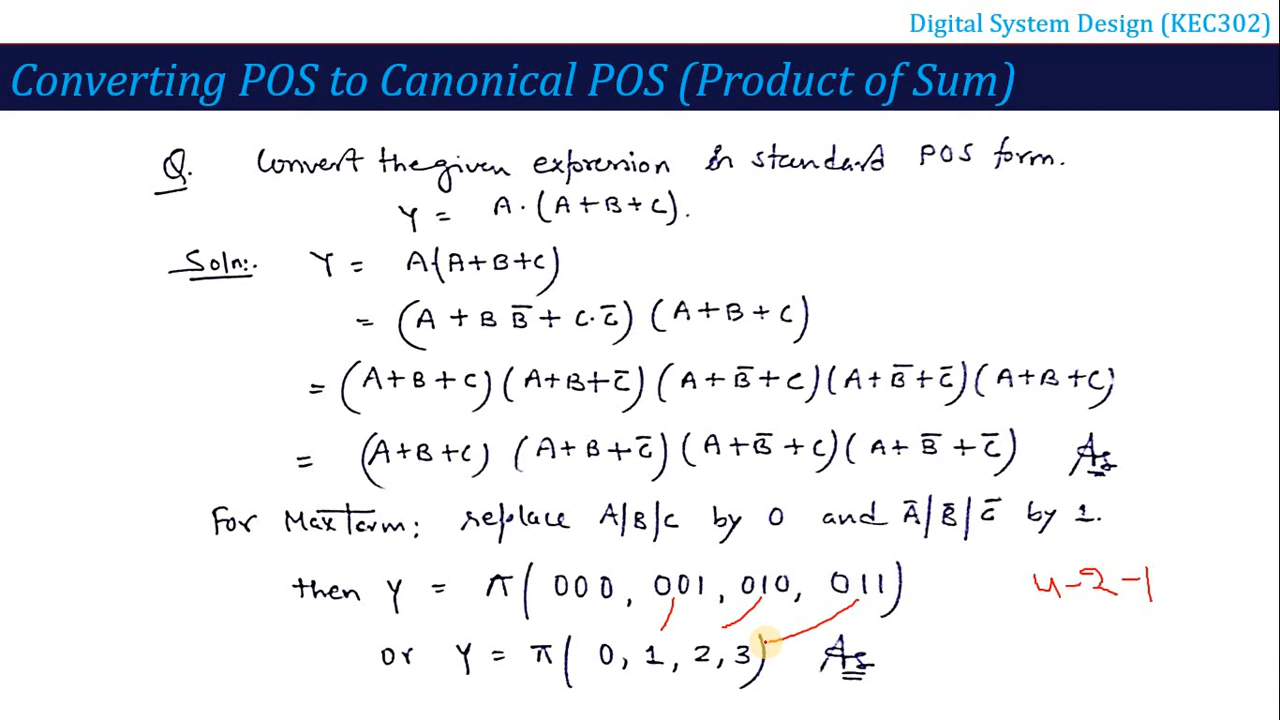 Digital System Design (KEC302)
Converting POS to Canonical POS (Product of Sum)
Q. Convert the given expression in standard POS form.
Y = A.(A+B+C).
Soln:. Y = A(A+B+C)
= (A + B B̅ + C.C̅) (A+B+C)
= (A+B+C)(A+B+C̅)(A+B̅+C)(A+B̅+C̅)(A+B+C)
= (A+B+C) (A+B+C̅)(A+B̅+C)(A+B̅+C̅) As
For Max Term; replace A/B/C by 0 and A̅/B̅/C̅ by 1.
then Y = π(000, 001, 010, 011) 4-2-1
or Y = π(0, 1, 2, 3) As